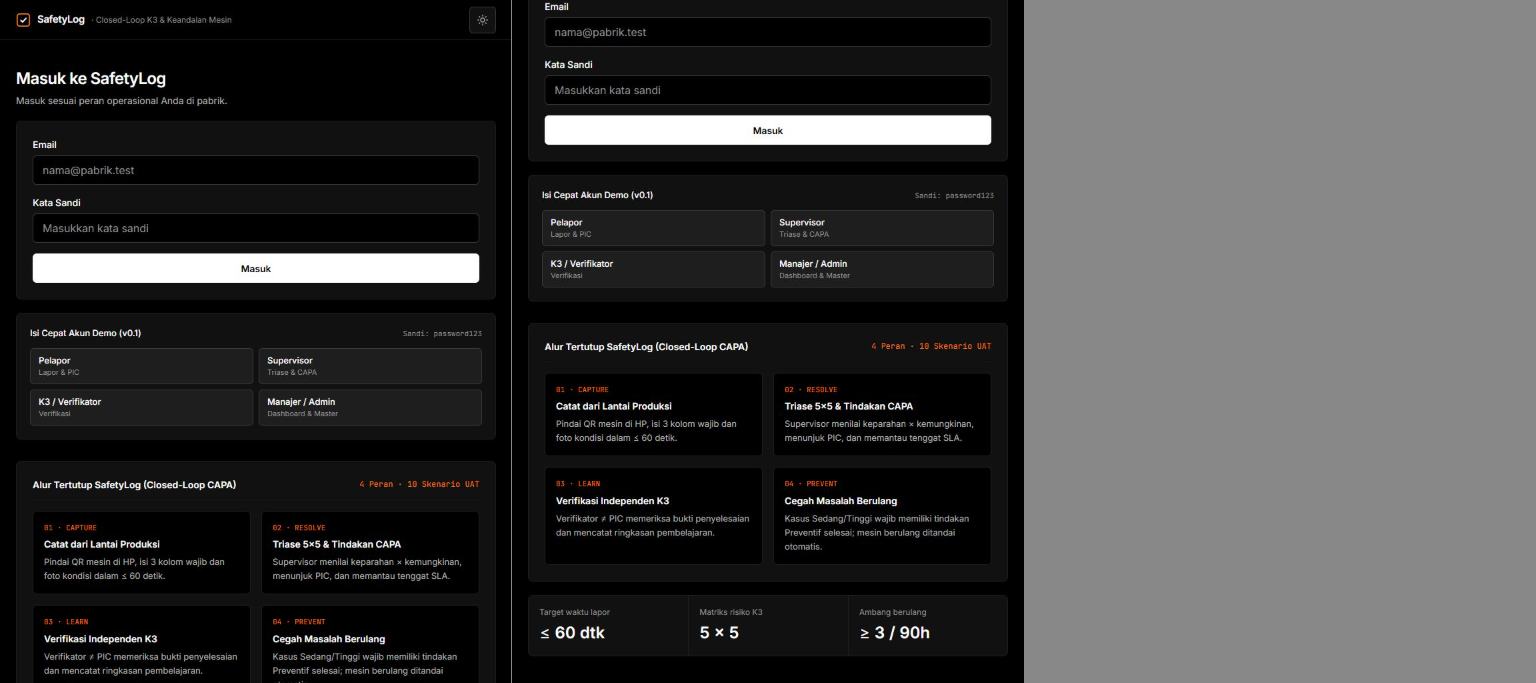 SafetyLog · Closed-Loop K3 & Keandalan Mesin
Masuk ke SafetyLog
Masuk sesuai peran operasional Anda di pabrik.
Email
nama@pabrik.test
Kata Sandi
Masukkan kata sandi
Masuk
Isi Cepat Akun Demo (v0.1) Sandi: password123
Pelapor
Lapor & PIC
Supervisor
Triase & CAPA
K3 / Verifikator
Verifikasi
Manajer / Admin
Dashboard & Master
Alur Tertutup SafetyLog (Closed-Loop CAPA) 4 Peran · 10 Skenario UAT
01 · CAPTURE
Catat dari Lantai Produksi
Pindai QR mesin di HP, isi 3 kolom wajib dan
foto kondisi dalam ≤ 60 detik.
02 · RESOLVE
Triase 5×5 & Tindakan CAPA
Supervisor menilai keparahan × kemungkinan,
menunjuk PIC, dan memantau tenggat SLA.
03 · LEARN
Verifikasi Independen K3
Verifikator ≠ PIC memeriksa bukti penyelesaian
dan mencatat ringkasan pembelajaran.
04 · PREVENT
Cegah Masalah Berulang
Kasus Sedang/Tinggi wajib memiliki tindakan
Preventif selesai; mesin berulang ditandai
Email
nama@pabrik.test
Kata Sandi
Masukkan kata sandi
Masuk
Isi Cepat Akun Demo (v0.1) Sandi: password123
Pelapor
Lapor & PIC
Supervisor
Triase & CAPA
K3 / Verifikator
Verifikasi
Manajer / Admin
Dashboard & Master
Alur Tertutup SafetyLog (Closed-Loop CAPA) 4 Peran · 10 Skenario UAT
01 · CAPTURE
Catat dari Lantai Produksi
Pindai QR mesin di HP, isi 3 kolom wajib dan
foto kondisi dalam ≤ 60 detik.
02 · RESOLVE
Triase 5×5 & Tindakan CAPA
Supervisor menilai keparahan × kemungkinan,
menunjuk PIC, dan memantau tenggat SLA.
03 · LEARN
Verifikasi Independen K3
Verifikator ≠ PIC memeriksa bukti penyelesaian
dan mencatat ringkasan pembelajaran.
04 · PREVENT
Cegah Masalah Berulang
Kasus Sedang/Tinggi wajib memiliki tindakan
Preventif selesai; mesin berulang ditandai
otomatis.
Target waktu lapor
≤ 60 dtk
Matriks risiko K3
5 × 5
Ambang berulang
≥ 3 / 90h